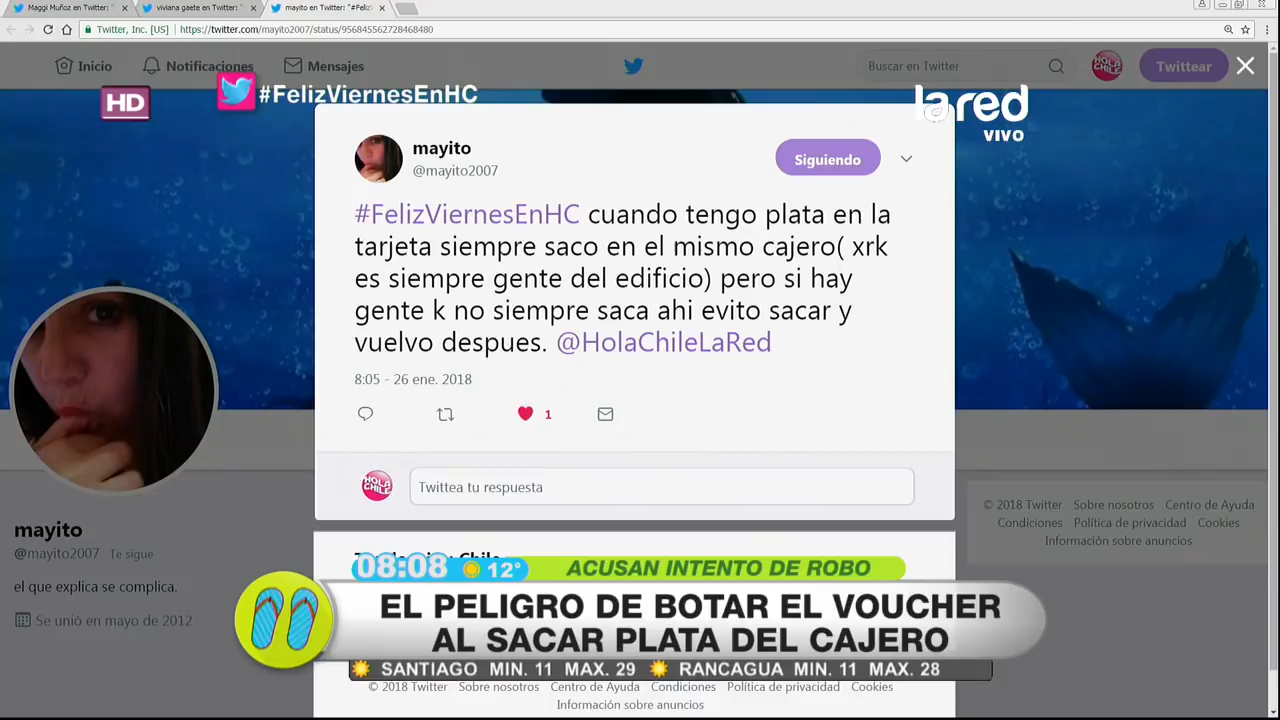 Maggi Muñoz en Twitter: "
viviana gaete en Twitter: "
mayito en Twitter: "#Feliz
Twitter, Inc. [US]
https://twitter.com/mayito2007/status/956845562728468480
Inicio
Notificaciones
Mensajes
Buscar en Twitter
HOLA CHILE
Twittear
HD
#FelizViernesEnHC
la red
VIVO
mayito
@mayito2007
Siguiendo
#FelizViernesEnHC cuando tengo plata en la
tarjeta siempre saco en el mismo cajero( xrk
es siempre gente del edificio) pero si hay
gente k no siempre saca ahi evito sacar y
vuelvo despues. @HolaChileLaRed
8:05 - 26 ene. 2018
1
HOLA CHILE
Twittea tu respuesta
mayito
@mayito2007 Te sigue
el que explica se complica.
Se unió en mayo de 2012
© 2018 Twitter Sobre nosotros Centro de Ayuda
Condiciones Política de privacidad Cookies
Información sobre anuncios
08:08 12°
ACUSAN INTENTO DE ROBO
EL PELIGRO DE BOTAR EL VOUCHER
AL SACAR PLATA DEL CAJERO
SANTIAGO MIN. 11 MAX. 29 RANCAGUA MIN. 11 MAX. 28
© 2018 Twitter Sobre nosotros Centro de Ayuda Condiciones Política de privacidad Cookies
Información sobre anuncios